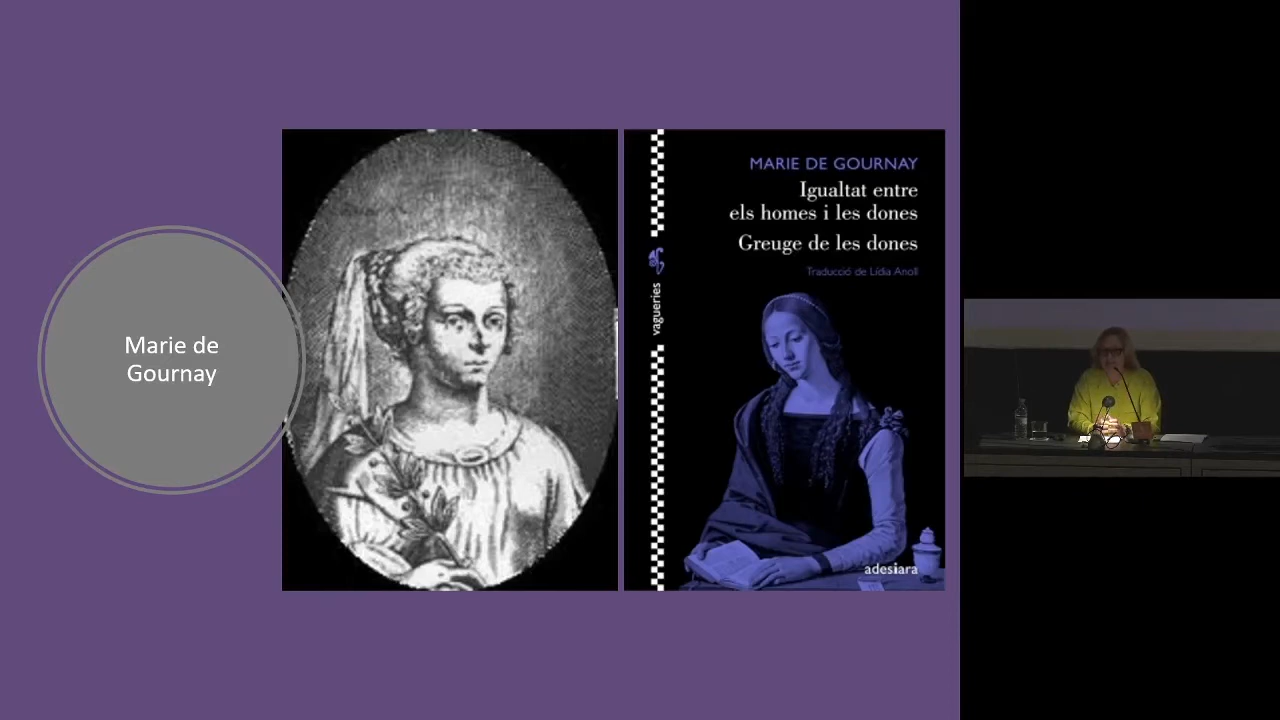 Marie de
Gournay
MARIE DE GOURNAY
Igualtat entre
els homes i les dones
Greuge de les dones
Traducció de Lídia Anoll
vagueries
adesiara